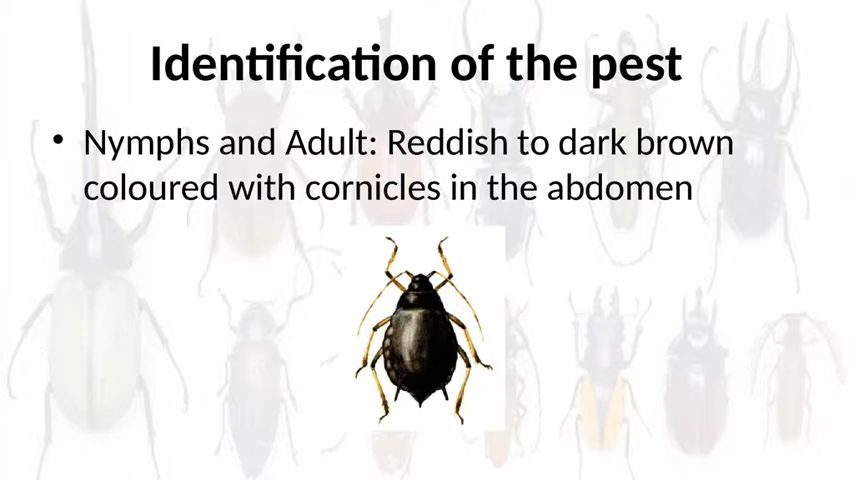 Identification of the pest
• Nymphs and Adult: Reddish to dark brown
coloured with cornicles in the abdomen